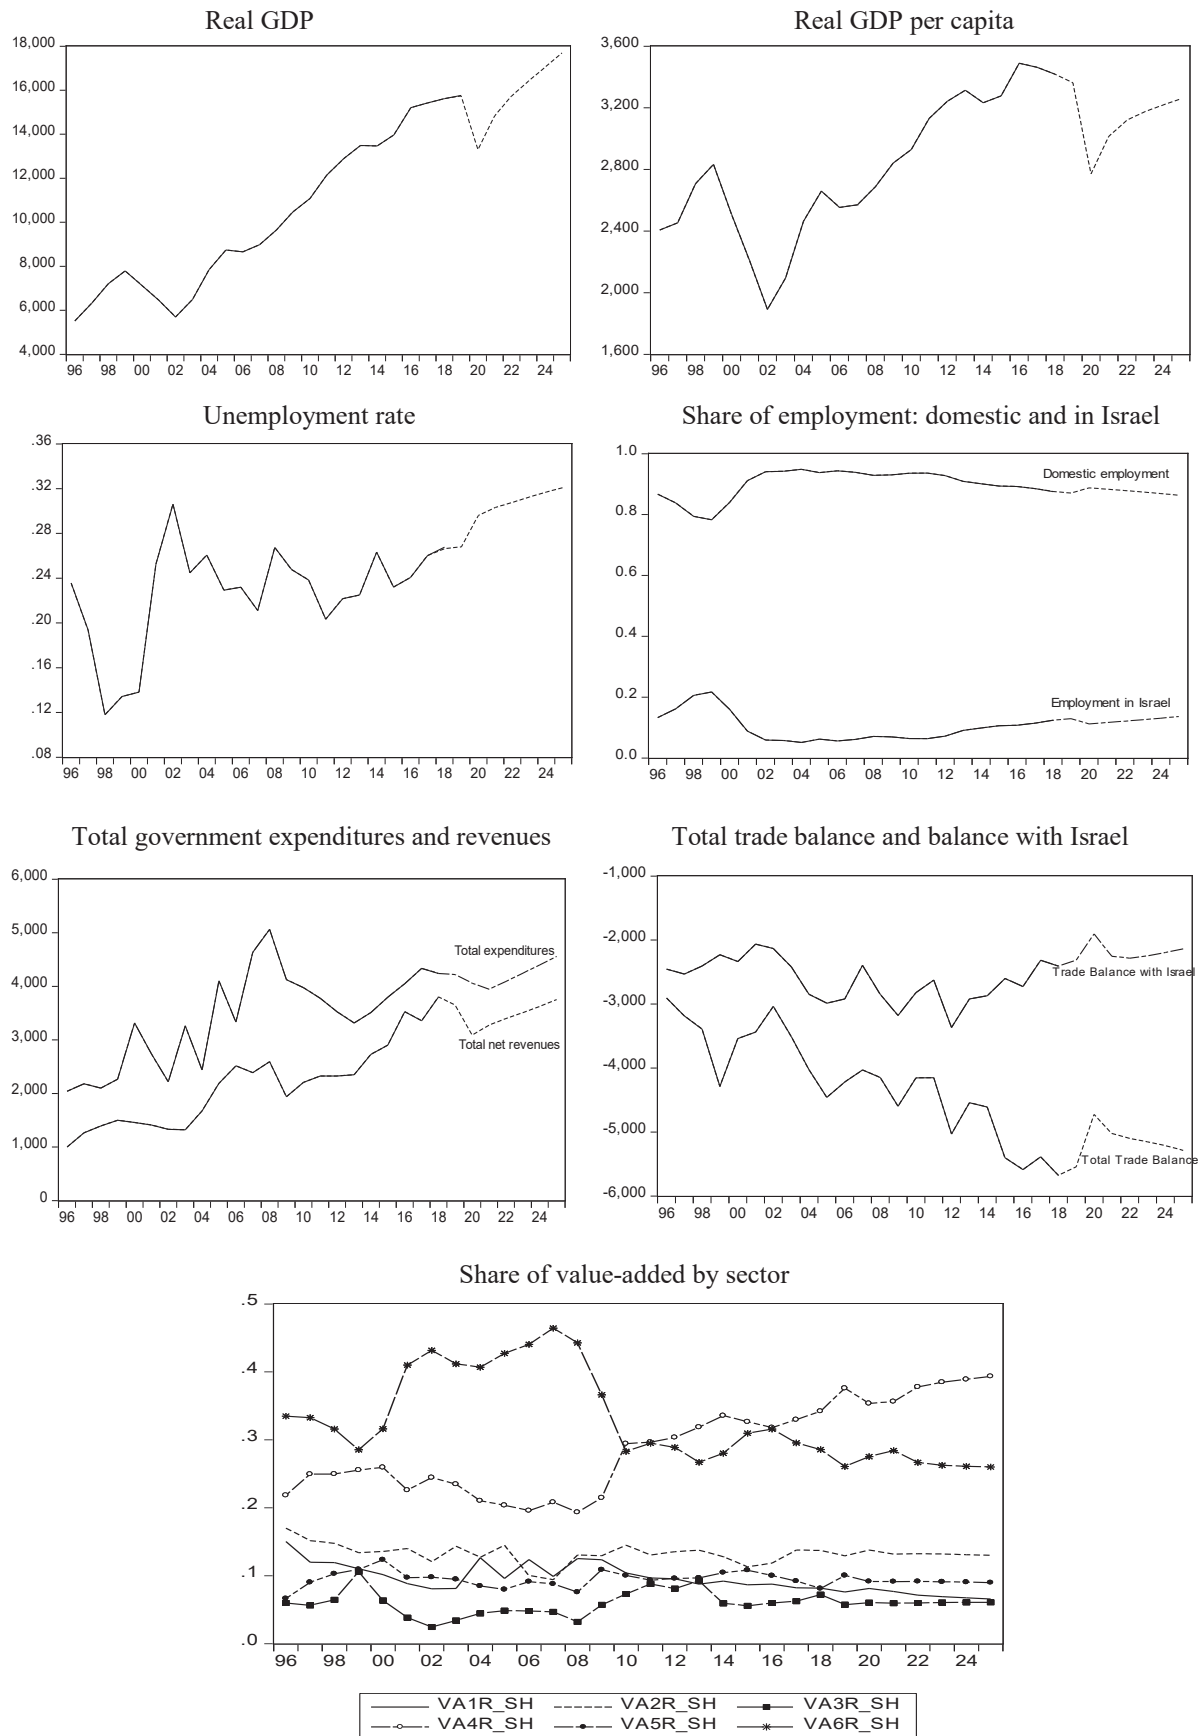 Real GDP
18,000
16,000
14,000
12,000
10,000
8,000
6,000
4,000
96 98 00 02 04 06 08 10 12 14 16 18 20 22 24
Real GDP per capita
3,600
3,200
2,800
2,400
2,000
1,600
96 98 00 02 04 06 08 10 12 14 16 18 20 22 24
Unemployment rate
.36
.32
.28
.24
.20
.16
.12
.08
96 98 00 02 04 06 08 10 12 14 16 18 20 22 24
Share of employment: domestic and in Israel
1.0
0.8
0.6
0.4
0.2
0.0
Domestic employment
Employment in Israel
96 98 00 02 04 06 08 10 12 14 16 18 20 22 24
Total government expenditures and revenues
6,000
5,000
4,000
3,000
2,000
1,000
0
Total expenditures
Total net revenues
96 98 00 02 04 06 08 10 12 14 16 18 20 22 24
Total trade balance and balance with Israel
-1,000
-2,000
-3,000
-4,000
-5,000
-6,000
Trade Balance with Israel
Total Trade Balance
96 98 00 02 04 06 08 10 12 14 16 18 20 22 24
Share of value-added by sector
.5
.4
.3
.2
.1
.0
96 98 00 02 04 06 08 10 12 14 16 18 20 22 24
VA1R_SH VA2R_SH VA3R_SH
VA4R_SH VA5R_SH VA6R_SH